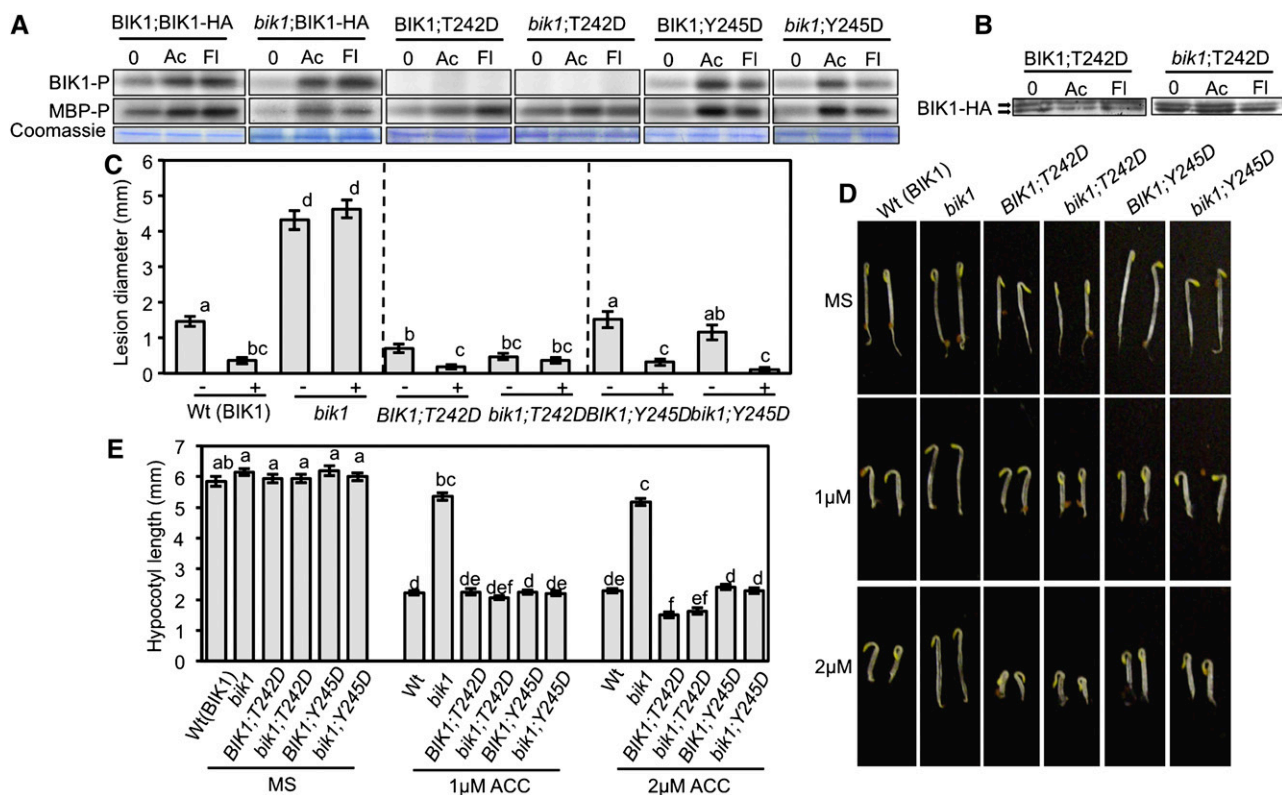 A
BIK1;BIK1-HA bik1;BIK1-HA BIK1;T242D bik1;T242D BIK1;Y245D bik1;Y245D
0 Ac Fl 0 Ac Fl 0 Ac Fl 0 Ac Fl 0 Ac Fl 0 Ac Fl
BIK1-P
MBP-P
Coomassie
B
BIK1;T242D bik1;T242D
0 Ac Fl 0 Ac Fl
BIK1-HA
C
Lesion diameter (mm)
6
5
4
3
2
1
0
a bc d d b c bc bc a c ab c
- + - + - + - + - + - +
Wt (BIK1) bik1 BIK1;T242D bik1;T242D BIK1;Y245D bik1;Y245D
D
Wt (BIK1) bik1 BIK1;T242D bik1;T242D BIK1;Y245D bik1;Y245D
MS
1µM
2µM
E
Hypocotyl length (mm)
7
6
5
4
3
2
1
0
ab a a a a a d bc de def d de de c f ef d d
Wt(BIK1) bik1 BIK1;T242D bik1;T242D BIK1;Y245D bik1;Y245D
Wt bik1 BIK1;T242D bik1;T242D BIK1;Y245D bik1;Y245D
Wt bik1 BIK1;T242D bik1;T242D BIK1;Y245D bik1;Y245D
MS 1µM ACC 2µM ACC